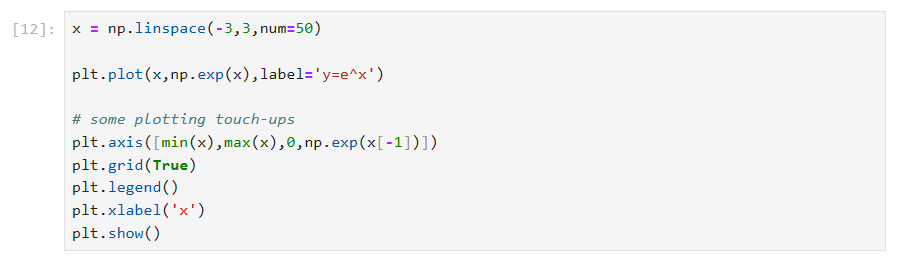 [12]: x = np.linspace(-3,3,num=50)
plt.plot(x,np.exp(x),label='y=e^x')
# some plotting touch-ups
plt.axis([min(x),max(x),0,np.exp(x[-1])])
plt.grid(True)
plt.legend()
plt.xlabel('x')
plt.show()